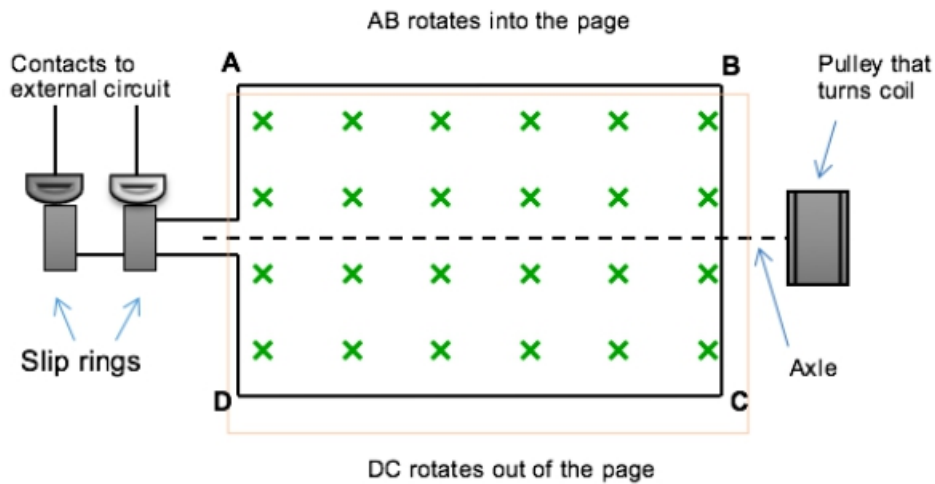 AB rotates into the page
Contacts to
external circuit
A
B
Pulley that
turns coil
Slip rings
Axle
D
C
DC rotates out of the page